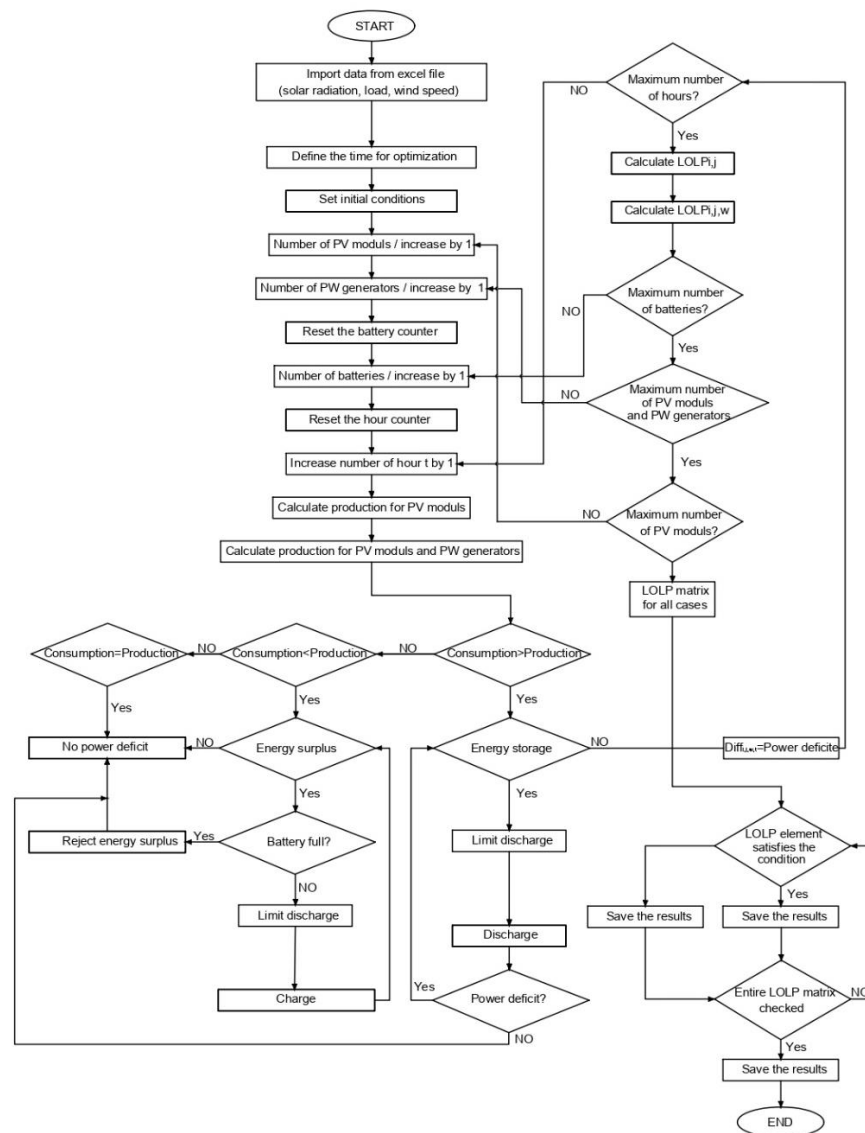 START
Import data from excel file
(solar radiation, load, wind speed)
Define the time for optimization
Set initial conditions
Number of PV moduls / increase by 1
Number of PW generators / increase by 1
Reset the battery counter
Number of batteries / increase by 1
Reset the hour counter
Increase number of hour t by 1
Calculate production for PV moduls
Calculate production for PV moduls and PW generators
Maximum number
of hours?
NO
Yes
Calculate LOLPi,j
Calculate LOLPi,j,w
Maximum number
of batteries?
NO
Yes
Maximum number
of PV moduls
and PW generators
NO
Yes
Maximum number
of PV moduls?
NO
Yes
LOLP matrix
for all cases
Consumption=Production
NO
Consumption<Production
NO
Consumption>Production
Yes
Yes
Yes
No power deficit
NO
Energy surplus
Energy storage
NO
=Power deficite
Yes
Yes
Reject energy surplus
Yes
Battery full?
Limit discharge
NO
Limit discharge
Discharge
Charge
Yes
Power deficit?
NO
LOLP element
satisfies the
condition
Yes
Save the results
Save the results
Entire LOLP matrix
checked
NO
Yes
Save the results
END